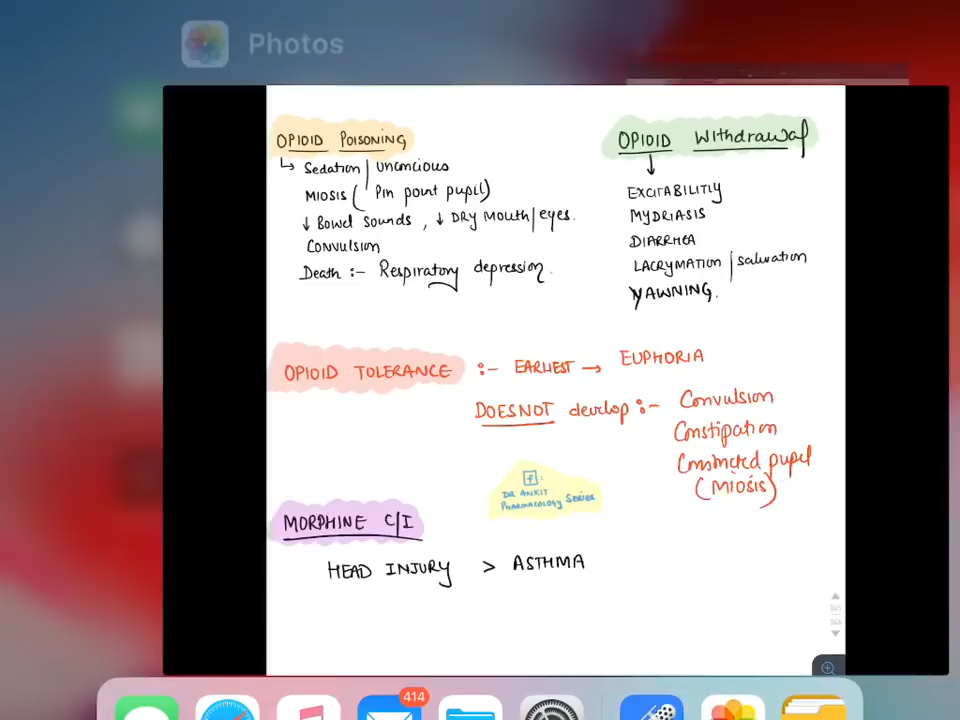 Photos
OPIOID POISONING
↳ Sedation / Unconcious
MIOSIS (Pin point pupil)
↓ Bowel sounds, ↓ DRY Mouth/eyes.
CONVULSION
Death :- Respiratory depression.
OPIOID Withdrawal
↓
EXCITABILITIY
MYDRIASIS
DIARRHEA
LACRYMATION / salivation
YAWNING.
OPIOID TOLERANCE :- EARLIEST → EUPHORIA
DOESNOT develop :- Convulsion
Constipation
Constricted pupil
(MIOSIS)
f
DR ANKIT
PHARMACOLOGY SERIES
MORPHINE C/I
HEAD INJURY > ASTHMA
414